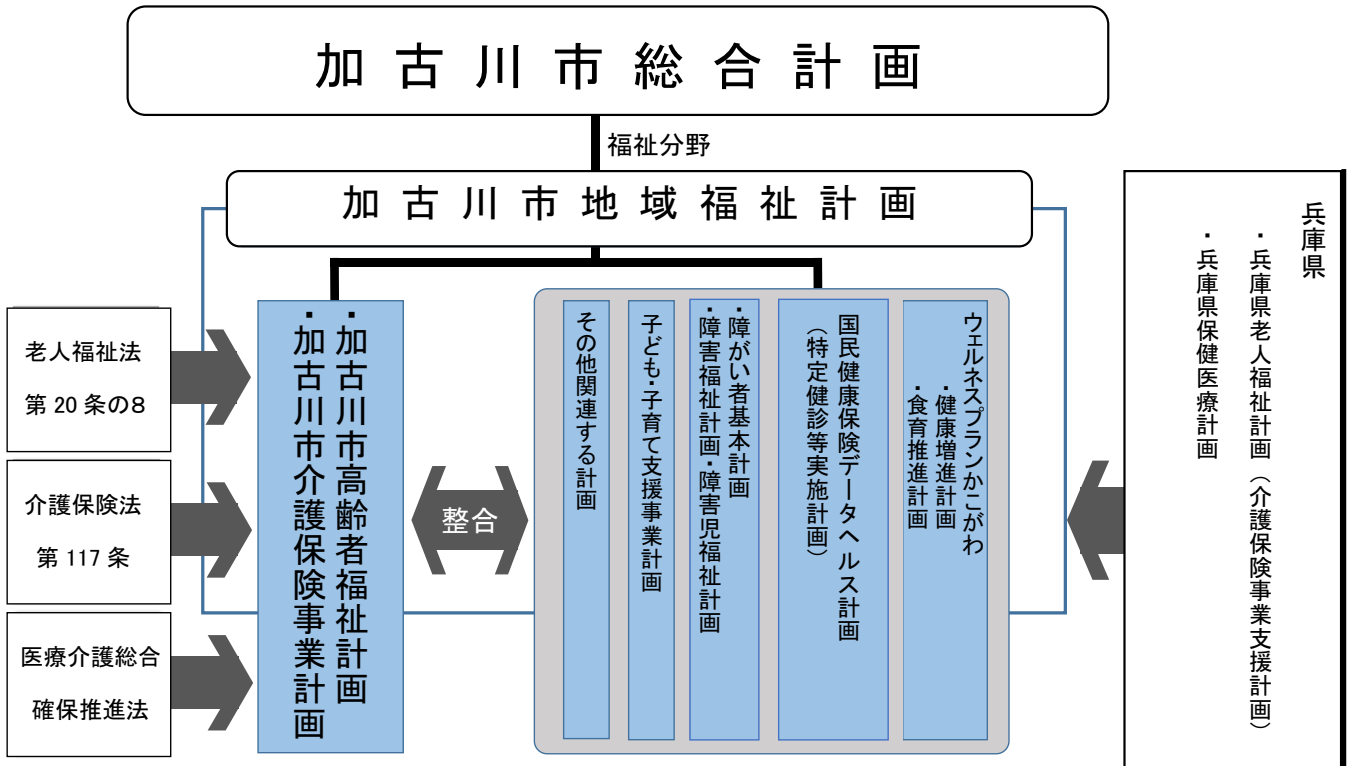 加古川市総合計画
福祉分野
加古川市地域福祉計画
老人福祉法
第20条の8
介護保険法
第117条
医療介護総合
確保推進法
・加古川市高齢者福祉計画
・加古川市介護保険事業計画
整合
ウェルネスプランかこがわ
・健康増進計画
・食育推進計画
国民健康保険データヘルス計画
（特定健診等実施計画）
・障がい者基本計画
・障害福祉計画・障害児福祉計画
子ども・子育て支援事業計画
その他関連する計画
兵庫県
・兵庫県老人福祉計画（介護保険事業支援計画）
・兵庫県保健医療計画